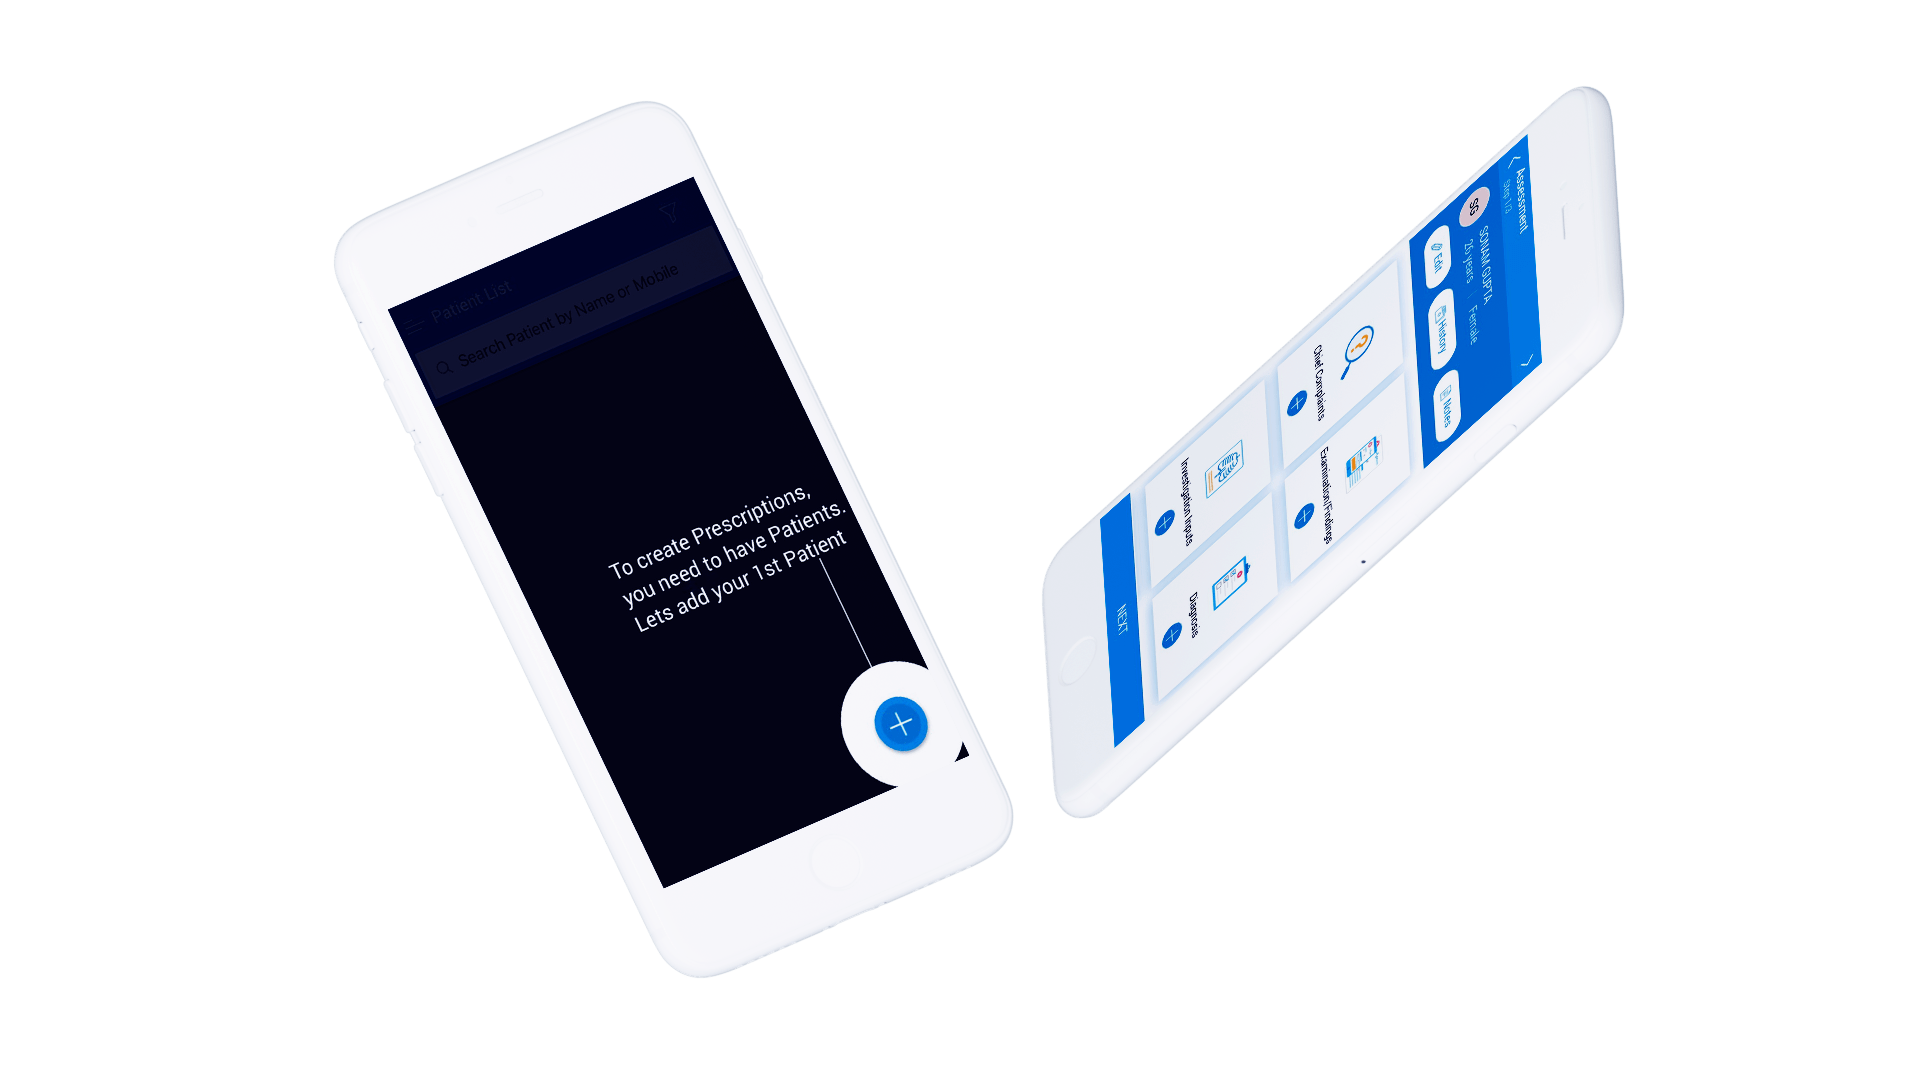 Patient List
Search Patient by Name or Mobile
To create Prescriptions,
you need to have Patients.
Lets add your 1st Patient
Assessment
Step 1/3
SG
SONAM GUPTA
26 years | Female
Edit
History
Notes
Chief Complaints
Examination/Findings
Investigation Inputs
Diagnosis
NEXT